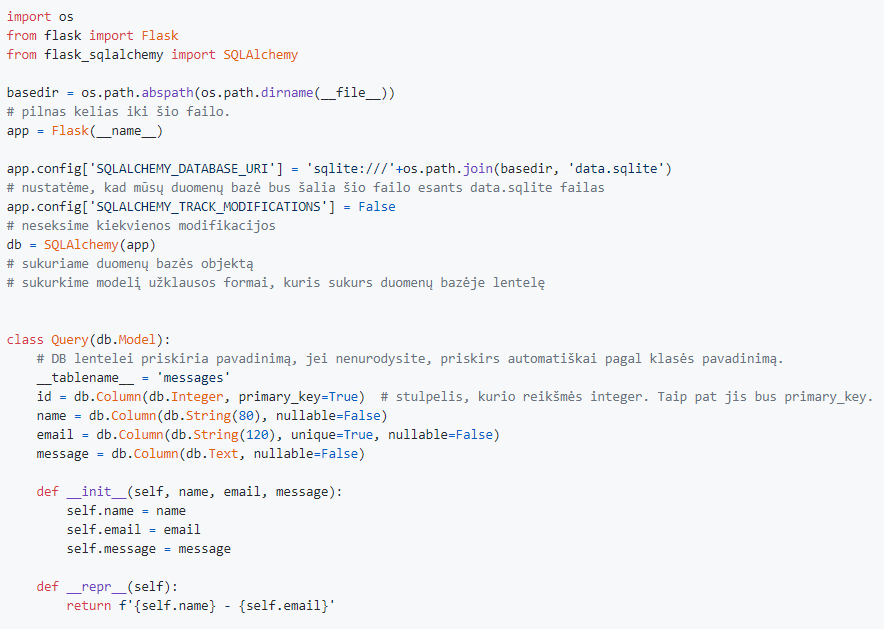 import os
from flask import Flask
from flask_sqlalchemy import SQLAlchemy

basedir = os.path.abspath(os.path.dirname(__file__))
# pilnas kelias iki šio failo.
app = Flask(__name__)

app.config['SQLALCHEMY_DATABASE_URI'] = 'sqlite:///'+os.path.join(basedir, 'data.sqlite')
# nustatėme, kad mūsų duomenų bazė bus šalia šio failo esants data.sqlite failas
app.config['SQLALCHEMY_TRACK_MODIFICATIONS'] = False
# neseksime kiekvienos modifikacijos
db = SQLAlchemy(app)
# sukuriame duomenų bazės objektą
# sukurkime modelį užklausos formai, kuris sukurs duomenų bazėje lentelę


class Query(db.Model):
    # DB lentelei priskiria pavadinimą, jei nenurodysite, priskirs automatiškai pagal klasės pavadinimą.
    __tablename__ = 'messages'
    id = db.Column(db.Integer, primary_key=True)  # stulpelis, kurio reikšmės integer. Taip pat jis bus primary_key.
    name = db.Column(db.String(80), nullable=False)
    email = db.Column(db.String(120), unique=True, nullable=False)
    message = db.Column(db.Text, nullable=False)

    def __init__(self, name, email, message):
        self.name = name
        self.email = email
        self.message = message

    def __repr__(self):
        return f'{self.name} - {self.email}'